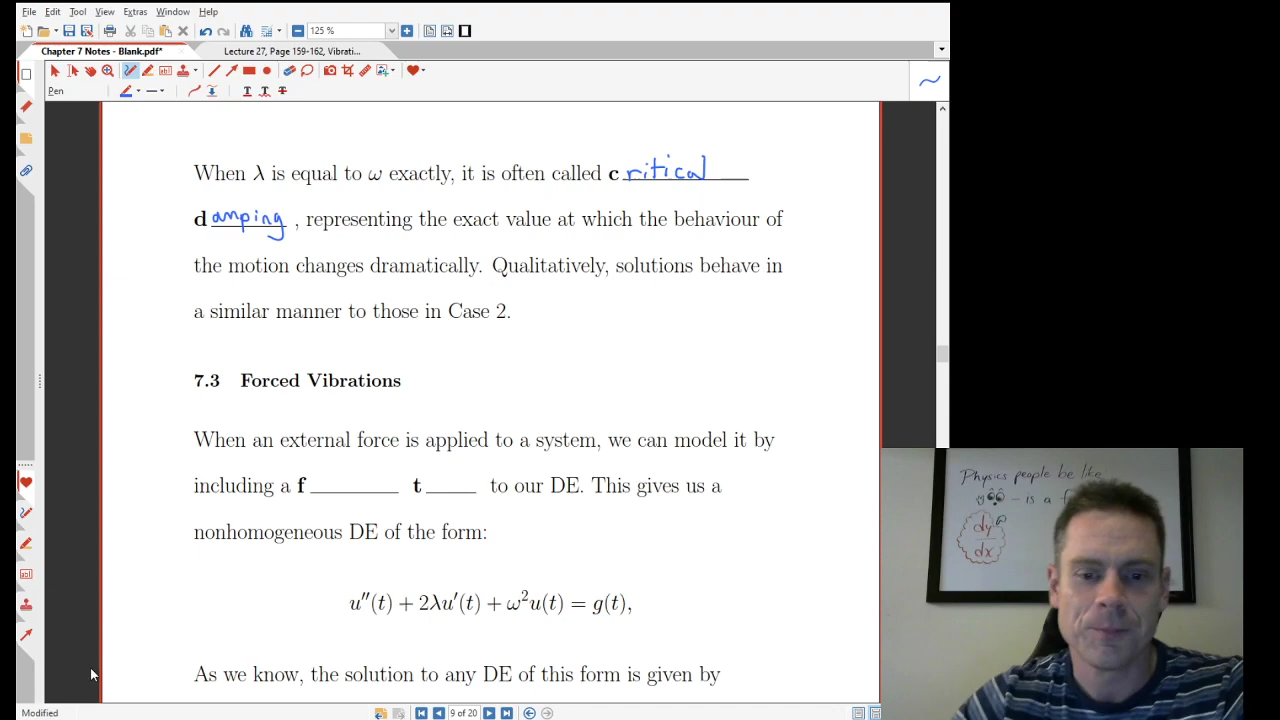 File Edit Tool View Extras Window Help
125 %
Chapter 7 Notes - Blank.pdf*
Lecture 27, Page 159-162, Vibrati...
Pen
When λ is equal to ω exactly, it is often called critical
damping, representing the exact value at which the behaviour of
the motion changes dramatically. Qualitatively, solutions behave in
a similar manner to those in Case 2.
7.3 Forced Vibrations
When an external force is applied to a system, we can model it by
including a f________ t_____ to our DE. This gives us a
nonhomogeneous DE of the form:
u″(t) + 2λu′(t) + ω²u(t) = g(t),
As we know, the solution to any DE of this form is given by
Modified
9 of 20
Physics people be like
- is a f
dy
dx